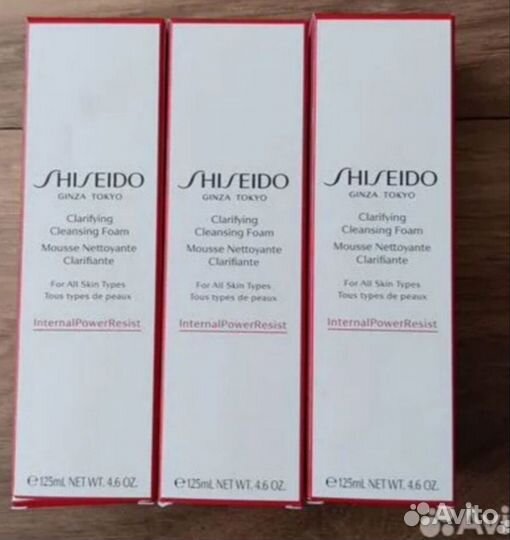 SHISEIDO
GINZA TOKYO
Clarifying
Cleansing Foam
Mousse Nettoyante
Clarifiante
For All Skin Types
Tous types de peaux
InternalPowerResist
℮125mL NET WT. 4.6 OZ.
SHISEIDO
GINZA TOKYO
Clarifying
Cleansing Foam
Mousse Nettoyante
Clarifiante
For All Skin Types
Tous types de peaux
InternalPowerResist
℮125mL NET WT. 4.6 OZ.
SHISEIDO
GINZA TOKYO
Clarifying
Cleansing Foam
Mousse Nettoyante
Clarifiante
For All Skin Types
Tous types de peaux
InternalPowerResist
℮125mL NET WT. 4.6 OZ.
Avito
Avito